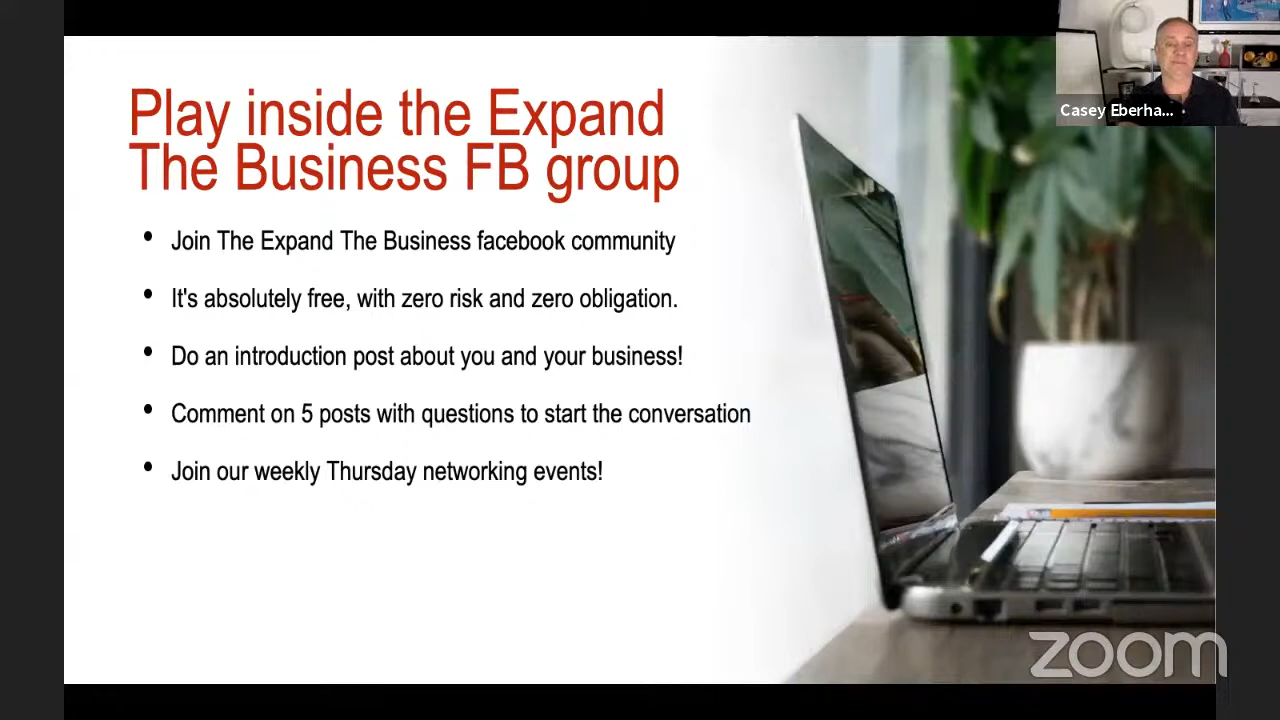 Casey Eberha...
Play inside the Expand
The Business FB group
• Join The Expand The Business facebook community
• It's absolutely free, with zero risk and zero obligation.
• Do an introduction post about you and your business!
• Comment on 5 posts with questions to start the conversation
• Join our weekly Thursday networking events!
zoom